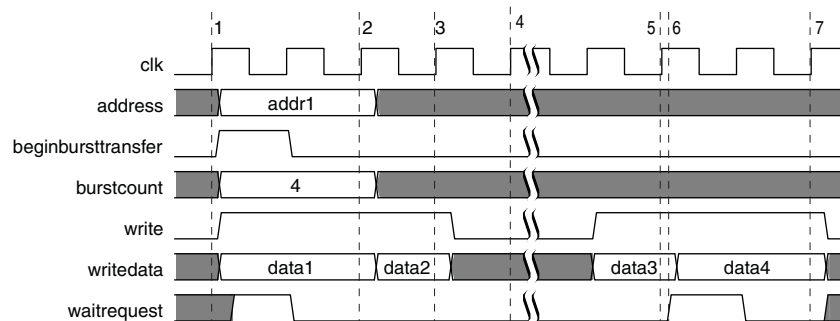 1 2 3 4 5 6 7
clk
address addr1
beginbursttransfer
burstcount 4
write
writedata data1 data2 data3 data4
waitrequest